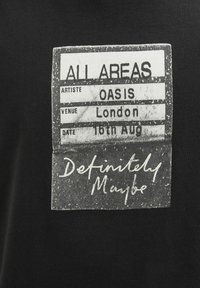 ALL AREAS
ARTISTE OASIS
VENUE London
DATE 16th Aug
Definitely
Maybe